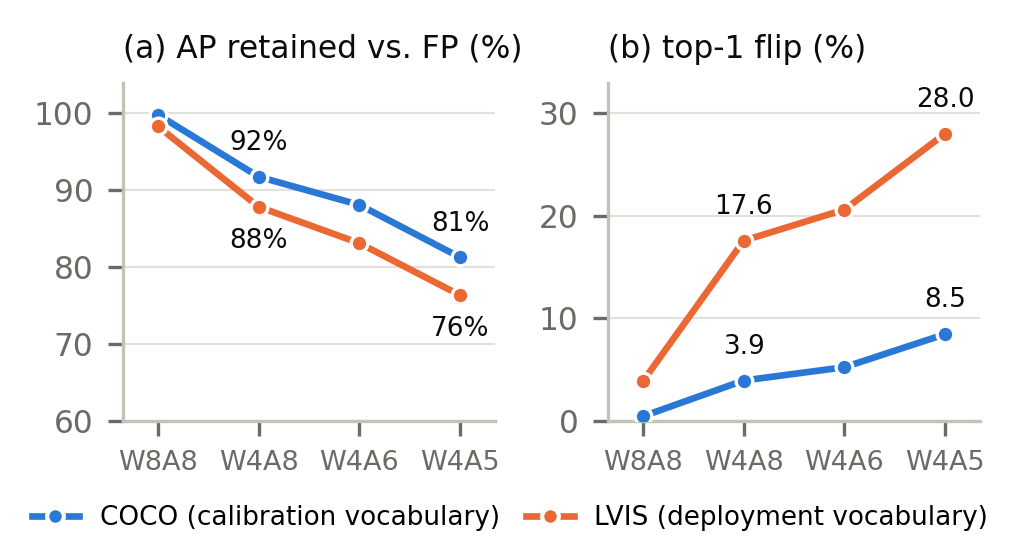 (a) AP retained vs. FP (%)
100
90
80
70
60
92%
88%
81%
76%
W8A8 W4A8 W4A6 W4A5
(b) top-1 flip (%)
30
20
10
0
17.6
28.0
3.9
8.5
W8A8 W4A8 W4A6 W4A5
COCO (calibration vocabulary)
LVIS (deployment vocabulary)